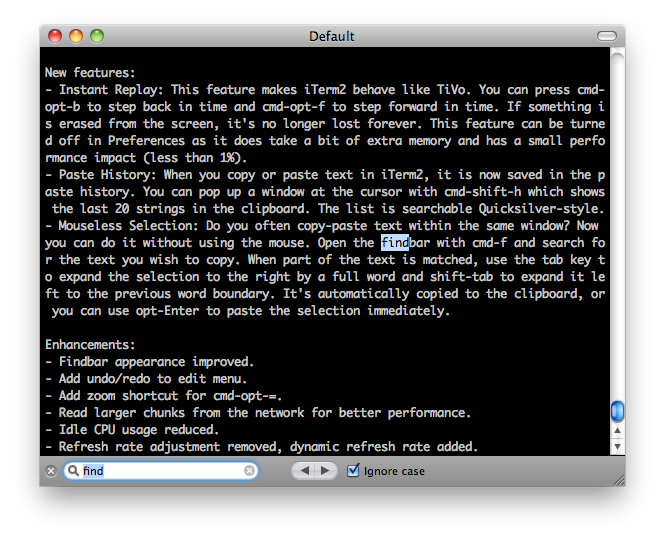 Default
New features:
- Instant Replay: This feature makes iTerm2 behave like TiVo. You can press cmd-
opt-b to step back in time and cmd-opt-f to step forward in time. If something i
s erased from the screen, it's no longer lost forever. This feature can be turne
d off in Preferences as it does take a bit of extra memory and has a small perfo
rmance impact (less than 1%).
- Paste History: When you copy or paste text in iTerm2, it is now saved in the p
aste history. You can pop up a window at the cursor with cmd-shift-h which shows
 the last 20 strings in the clipboard. The list is searchable Quicksilver-style.
- Mouseless Selection: Do you often copy-paste text within the same window? Now
you can do it without using the mouse. Open the findbar with cmd-f and search fo
r the text you wish to copy. When part of the text is matched, use the tab key t
o expand the selection to the right by a full word and shift-tab to expand it le
ft to the previous word boundary. It's automatically copied to the clipboard, or
 you can use opt-Enter to paste the selection immediately.
Enhancements:
- Findbar appearance improved.
- Add undo/redo to edit menu.
- Add zoom shortcut for cmd-opt-=.
- Read larger chunks from the network for better performance.
- Idle CPU usage reduced.
- Refresh rate adjustment removed, dynamic refresh rate added.
find
Ignore case